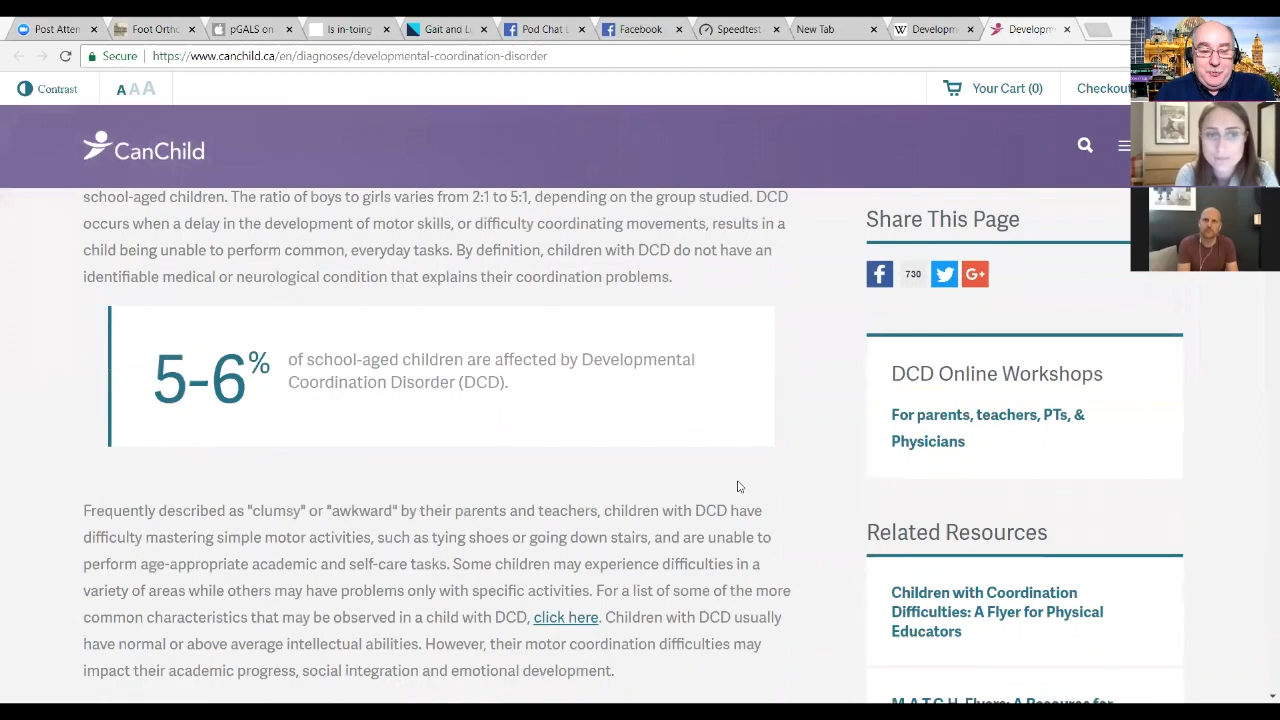 Post Atten
Foot Ortho
pGALS on
Is in-toing
Gait and Lo
Pod Chat L
Facebook
Speedtest
New Tab
Developm
Developm
Secure
https://www.canchild.ca/en/diagnoses/developmental-coordination-disorder
Contrast
A A A
Your Cart (0)
Checkout
CanChild
school-aged children. The ratio of boys to girls varies from 2:1 to 5:1, depending on the group studied. DCD
occurs when a delay in the development of motor skills, or difficulty coordinating movements, results in a
child being unable to perform common, everyday tasks. By definition, children with DCD do not have an
identifiable medical or neurological condition that explains their coordination problems.
5-6%
of school-aged children are affected by Developmental
Coordination Disorder (DCD).
Frequently described as "clumsy" or "awkward" by their parents and teachers, children with DCD have
difficulty mastering simple motor activities, such as tying shoes or going down stairs, and are unable to
perform age-appropriate academic and self-care tasks. Some children may experience difficulties in a
variety of areas while others may have problems only with specific activities. For a list of some of the more
common characteristics that may be observed in a child with DCD, click here. Children with DCD usually
have normal or above average intellectual abilities. However, their motor coordination difficulties may
impact their academic progress, social integration and emotional development.
Share This Page
f
730
G+
DCD Online Workshops
For parents, teachers, PTs, &
Physicians
Related Resources
Children with Coordination
Difficulties: A Flyer for Physical
Educators
M.A.T.C.H. Flyers: A Resource for